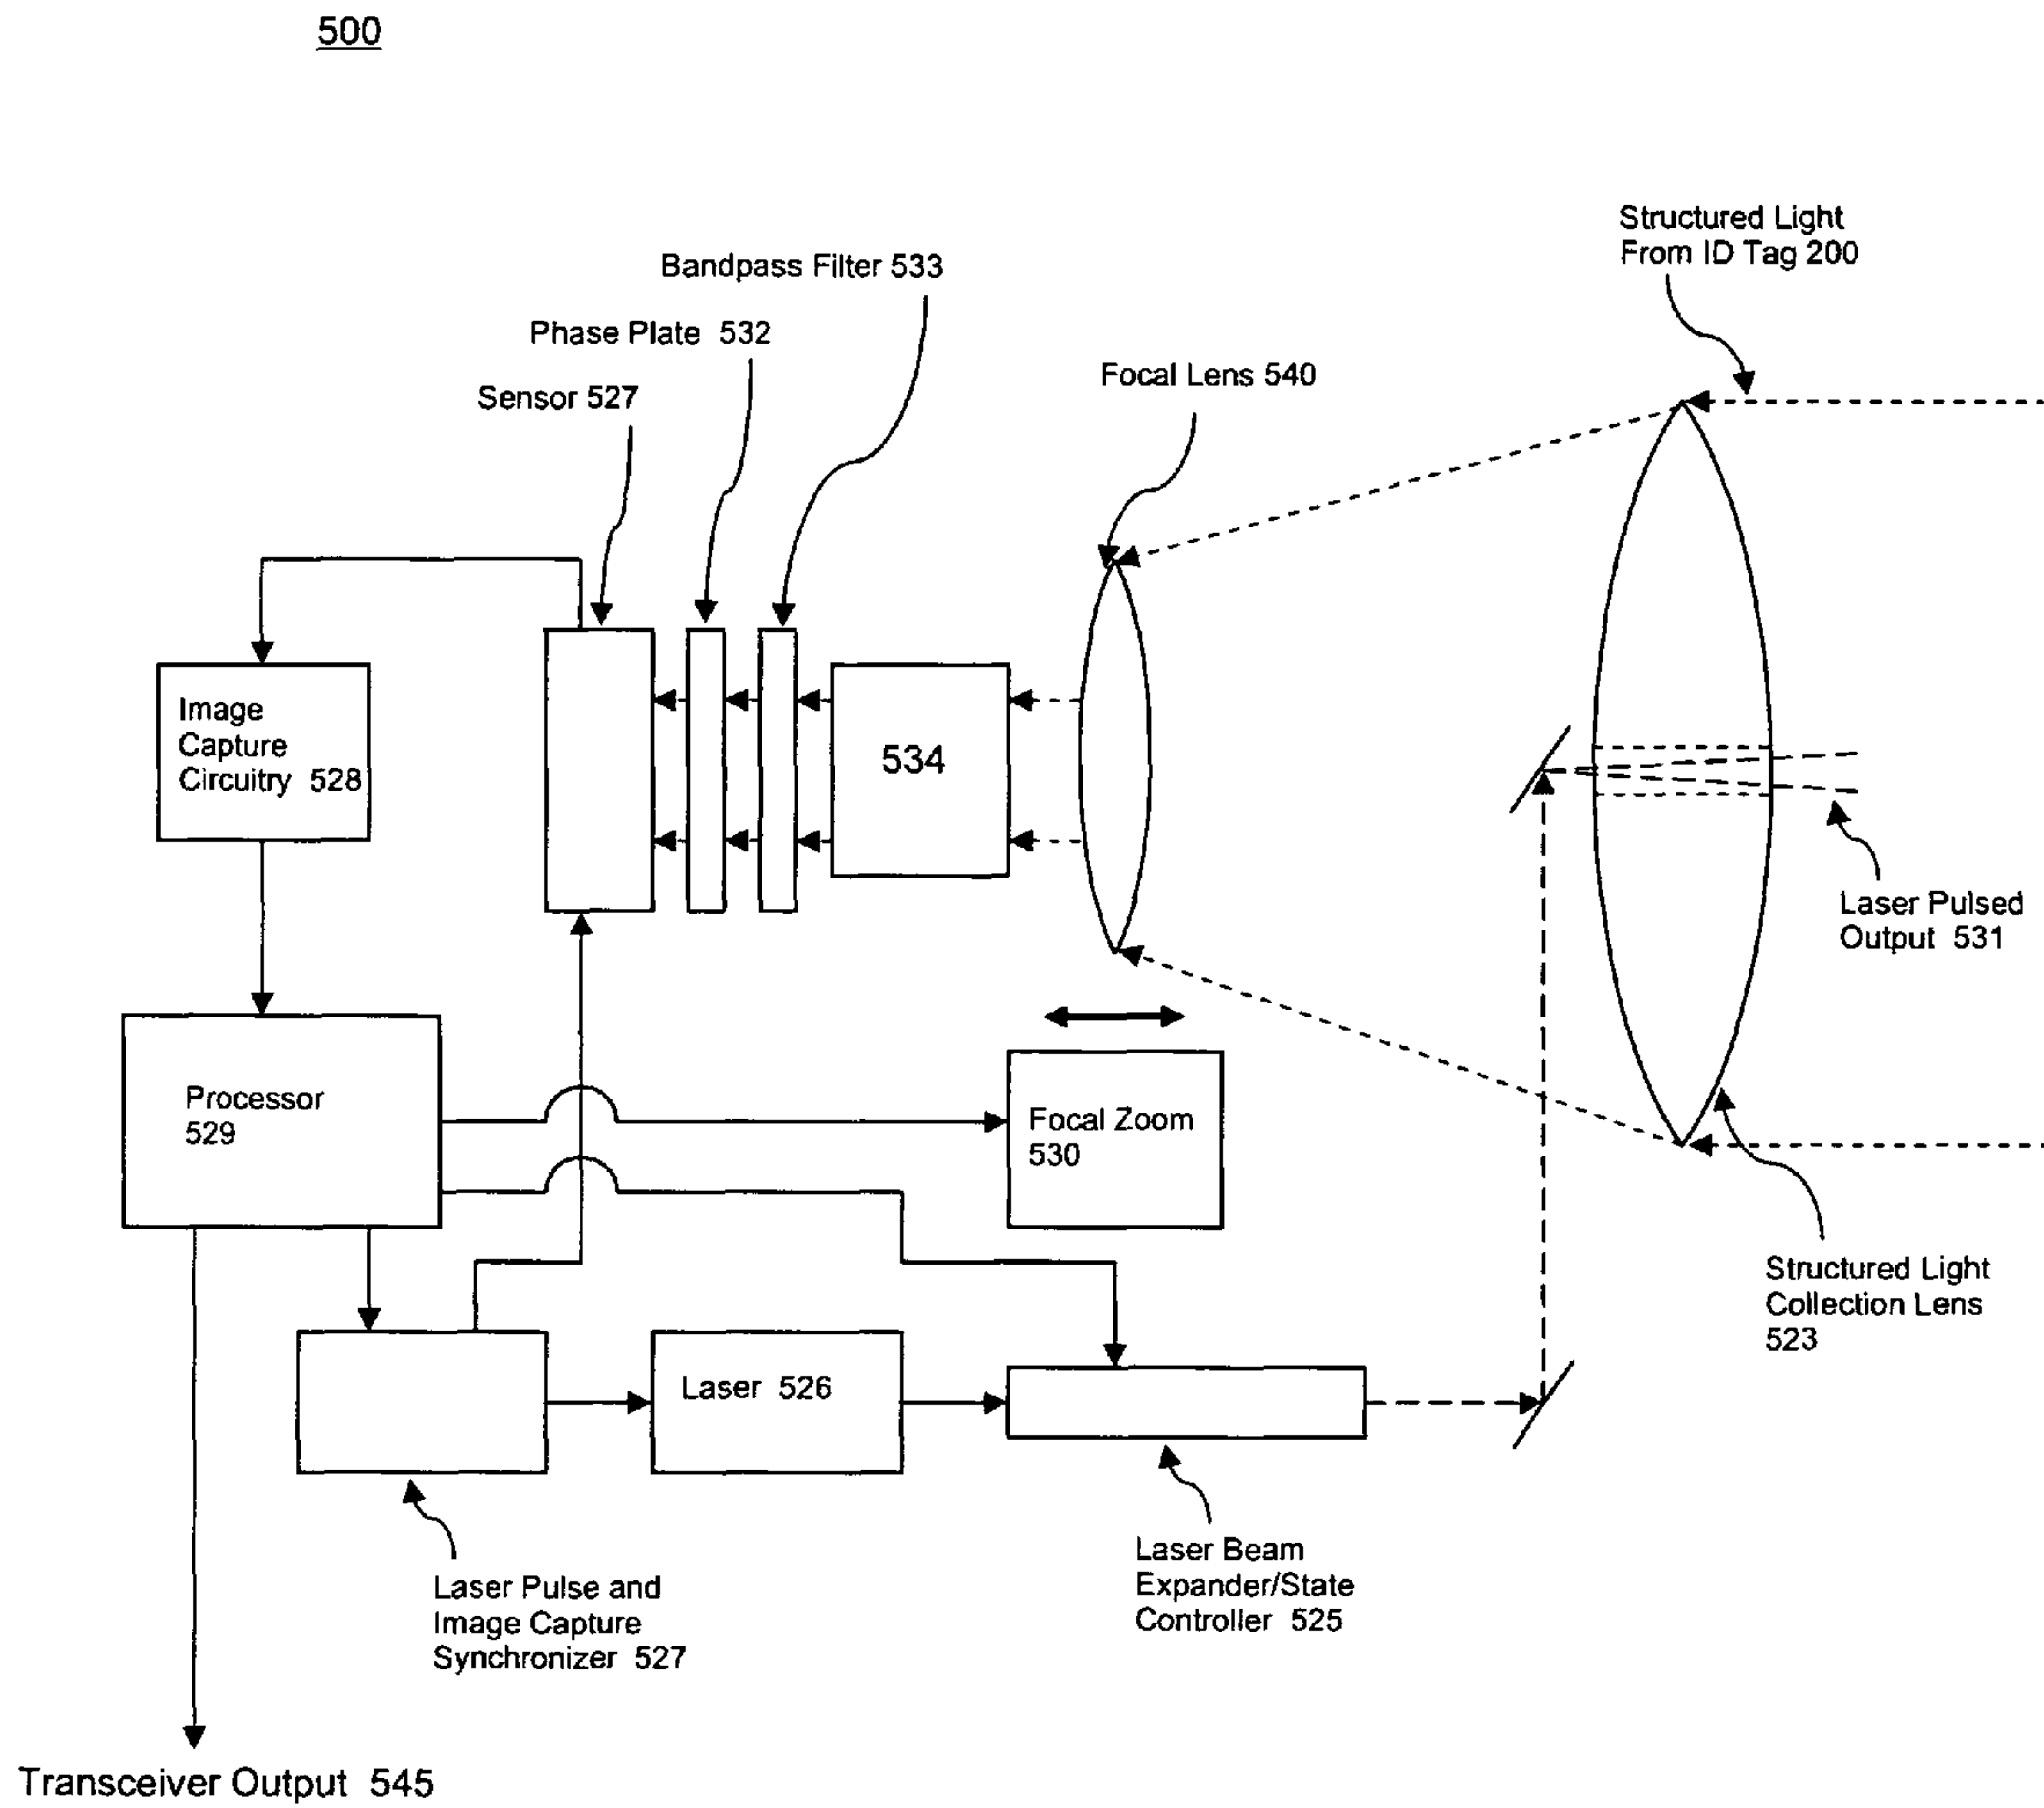 500
Structured Light
From ID Tag 200
Bandpass Filter 533
Phase Plate 532
Focal Lens 540
Sensor 527
Image
Capture
Circuitry 528
534
Laser Pulsed
Output 531
Processor
529
Focal Zoom
530
Structured Light
Collection Lens
523
Laser 526
Laser Beam
Expander/State
Controller 525
Laser Pulse and
Image Capture
Synchronizer 527
Transceiver Output 545